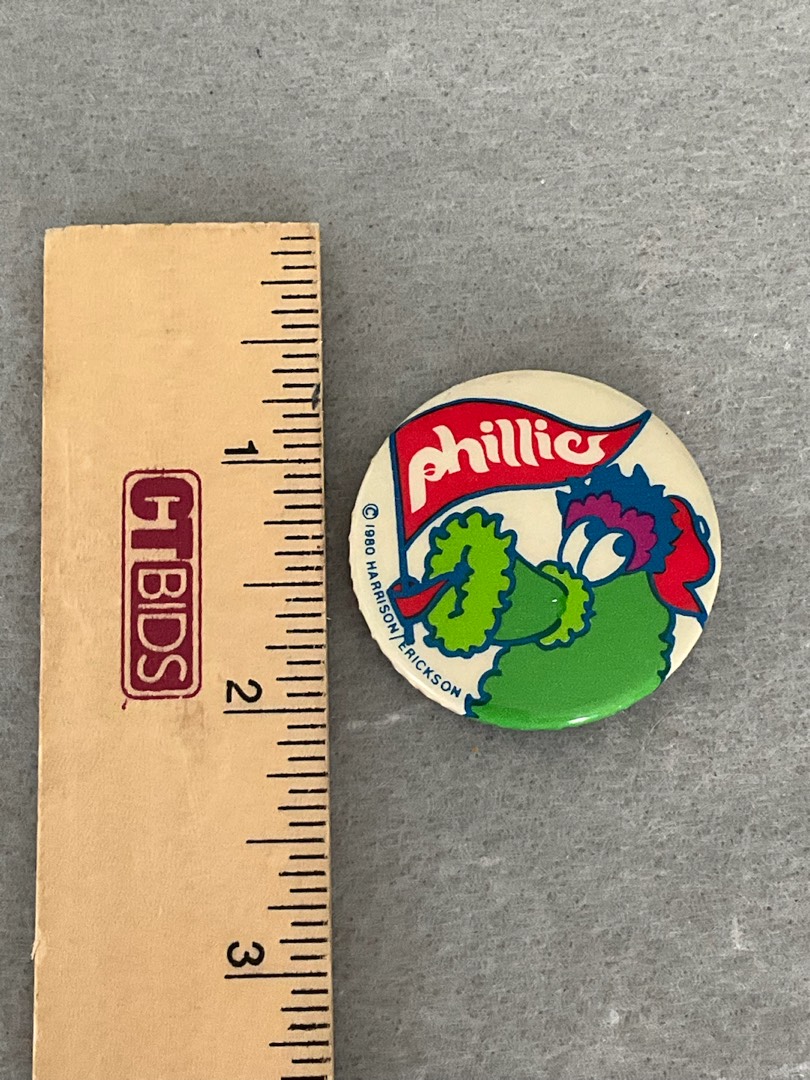 1
2
3
CTBIDS
phillies
© 1980 HARRISON/ERICKSON